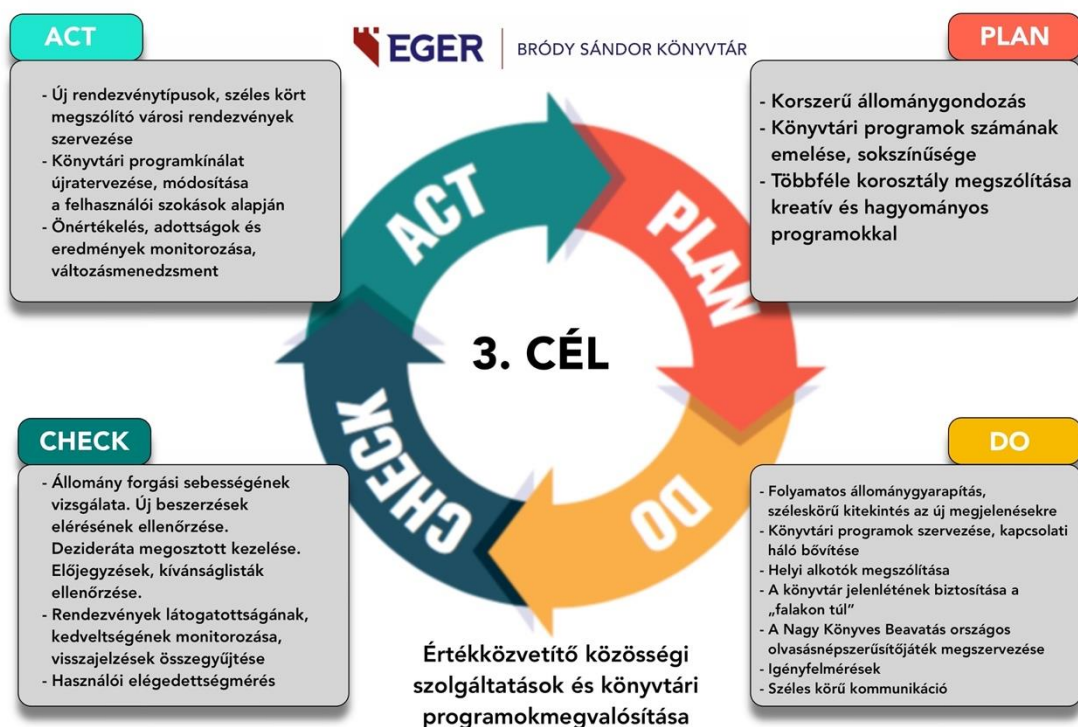 ACT
- Új rendezvénytípusok, széles kört
megszólító városi rendezvények
szervezése
- Könyvtári programkínálat
újratervezése, módosítása
a felhasználói szokások alapján
- Önértékelés, adottságok és
eredmények monitorozása,
változásmenedzsment
EGER | BRÓDY SÁNDOR KÖNYVTÁR
PLAN
- Korszerű állománygondozás
- Könyvtári programok számának
emelése, sokszínűsége
- Többféle korosztály megszólítása
kreatív és hagyományos
programokkal
ACT
PLAN
3. CÉL
CHECK
DO
CHECK
- Állomány forgási sebességének
vizsgálata. Új beszerzések
elérésének ellenőrzése.
Dezideráta megosztott kezelése.
Előjegyzések, kívánságlisták
ellenőrzése.
- Rendezvények látogatottságának,
kedveltségének monitorozása,
visszajelzések összegyűjtése
- Használói elégedettségmérés
DO
- Folyamatos állománygyarapítás,
széleskörű kitekintés az új megjelenésekre
- Könyvtári programok szervezése, kapcsolati
háló bővítése
- Helyi alkotók megszólítása
- A könyvtár jelenlétének biztosítása a
„falakon túl”
- A Nagy Könyves Beavatás országos
olvasásnépszerűsítőjáték megszervezése
- Igényfelmérések
- Széles körű kommunikáció
Értékközvetítő közösségi
szolgáltatások és könyvtári
programokmegvalósítása